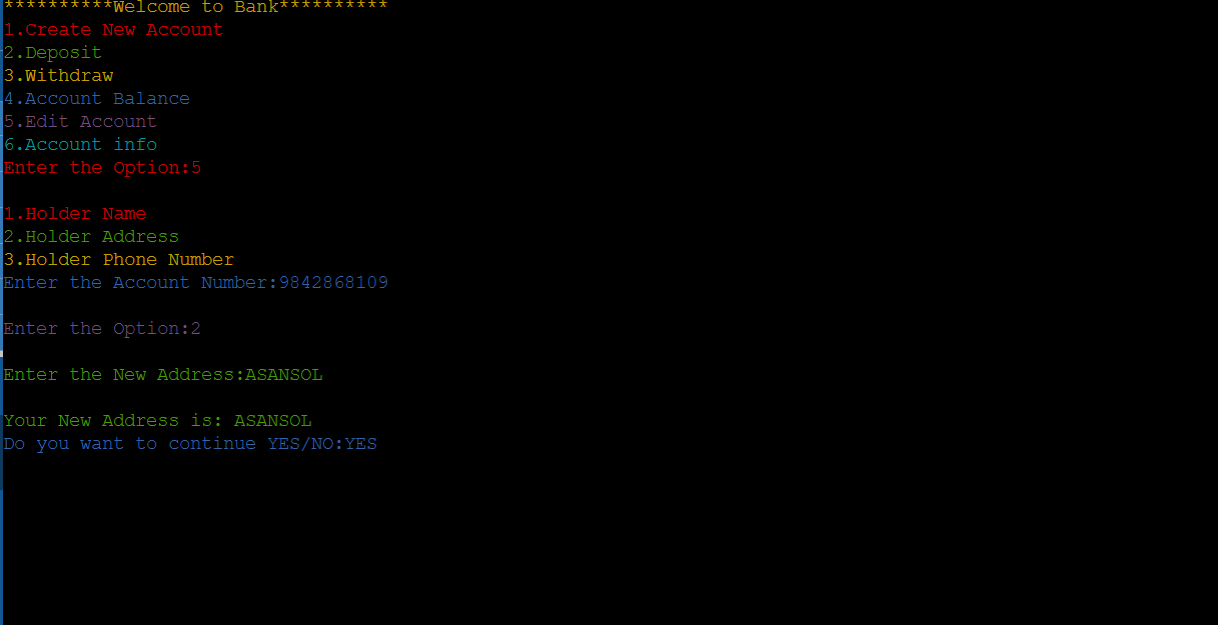 **********Welcome to Bank**********
1.Create New Account
2.Deposit
3.Withdraw
4.Account Balance
5.Edit Account
6.Account info
Enter the Option:5
1.Holder Name
2.Holder Address
3.Holder Phone Number
Enter the Account Number:9842868109
Enter the Option:2
Enter the New Address:ASANSOL
Your New Address is: ASANSOL
Do you want to continue YES/NO:YES